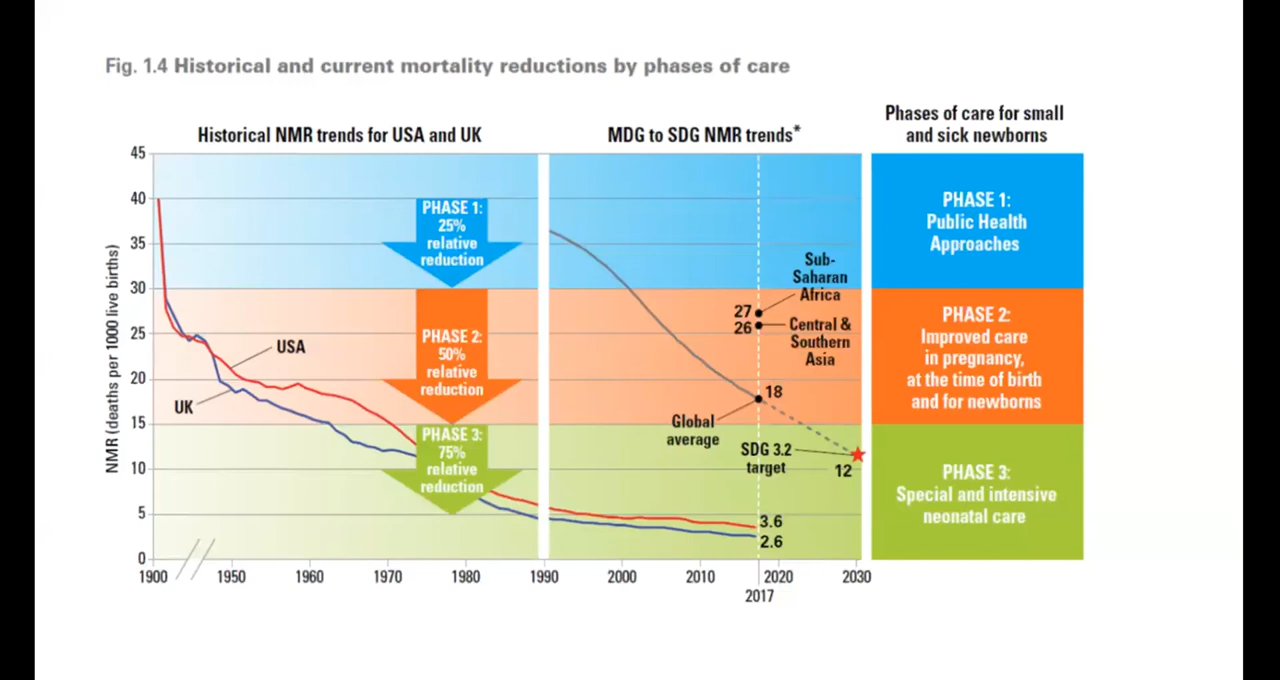 Fig. 1.4 Historical and current mortality reductions by phases of care
Historical NMR trends for USA and UK
MDG to SDG NMR trends*
Phases of care for small
and sick newborns
NMR (deaths per 1000 live births)
45
40
35
30
25
20
15
10
5
0
1900
1950
1960
1970
1980
1990
2000
2010
2020
2030
2017
USA
UK
PHASE 1:
25%
relative
reduction
PHASE 2:
50%
relative
reduction
PHASE 3:
75%
relative
reduction
Sub-
Saharan
Africa
27
26
Central &
Southern
Asia
18
Global
average
SDG 3.2
target
12
3.6
2.6
PHASE 1:
Public Health
Approaches
PHASE 2:
Improved care
in pregnancy,
at the time of birth
and for newborns
PHASE 3:
Special and intensive
neonatal care